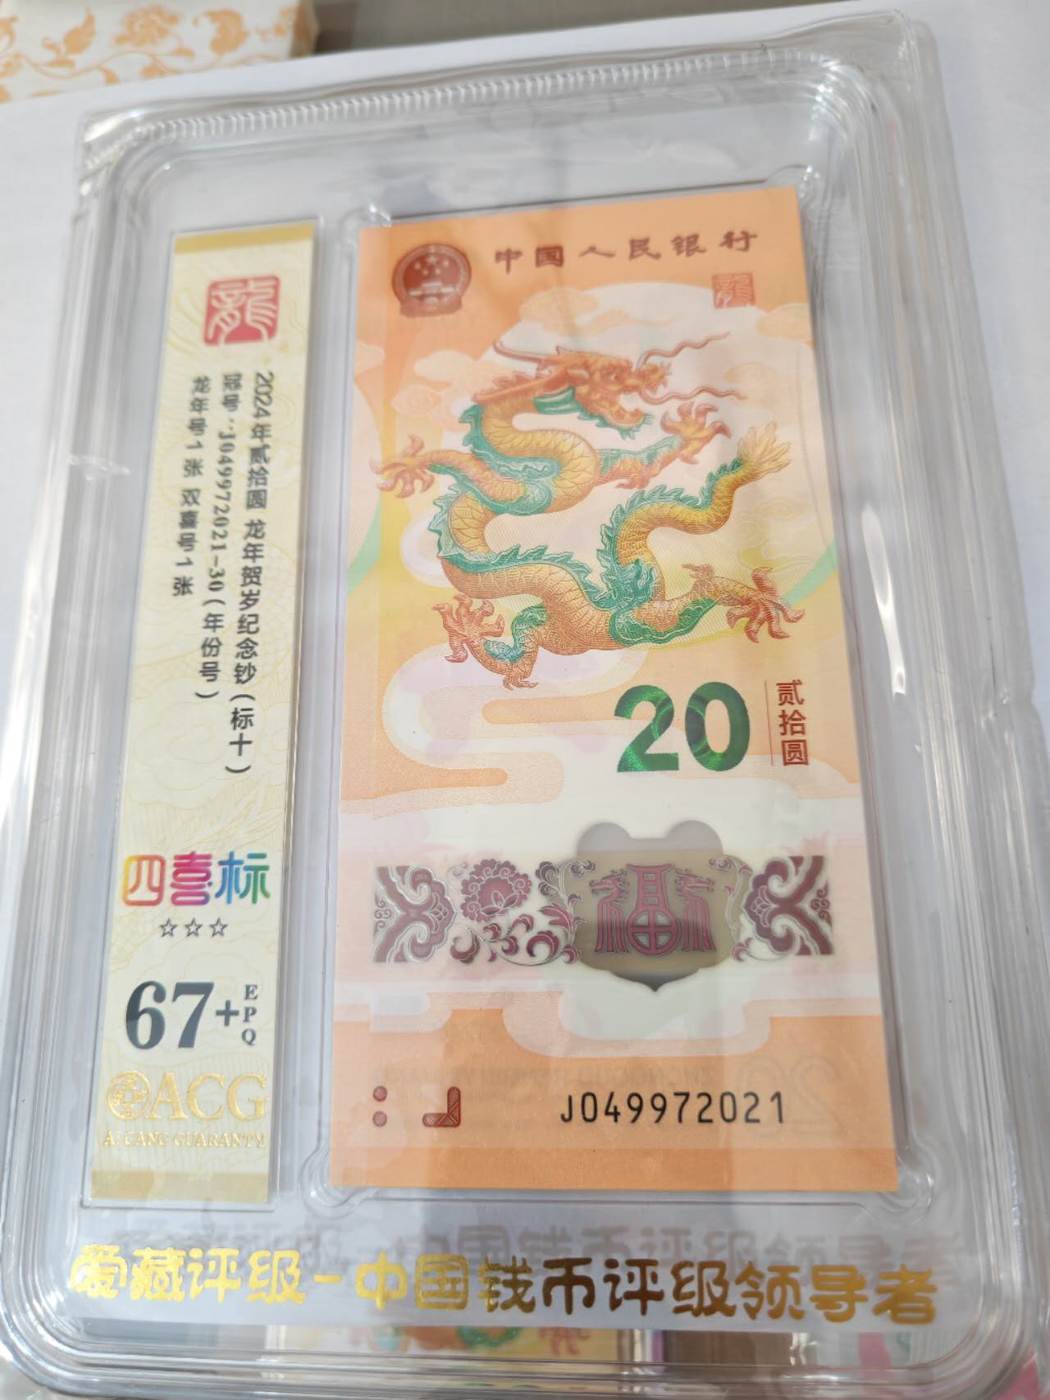 龍
2024年贰拾圆 龙年贺岁纪念钞(标十)
冠号:J049972021-30(年份号)
龙年号1张 双喜号1张
四喜标
☆☆☆
67+EPQ
ACG
AI CANG GUARANTY
中国人民银行
龍
20
贰拾圆
福
J049972021
爱藏评级-中国钱币评级领导者